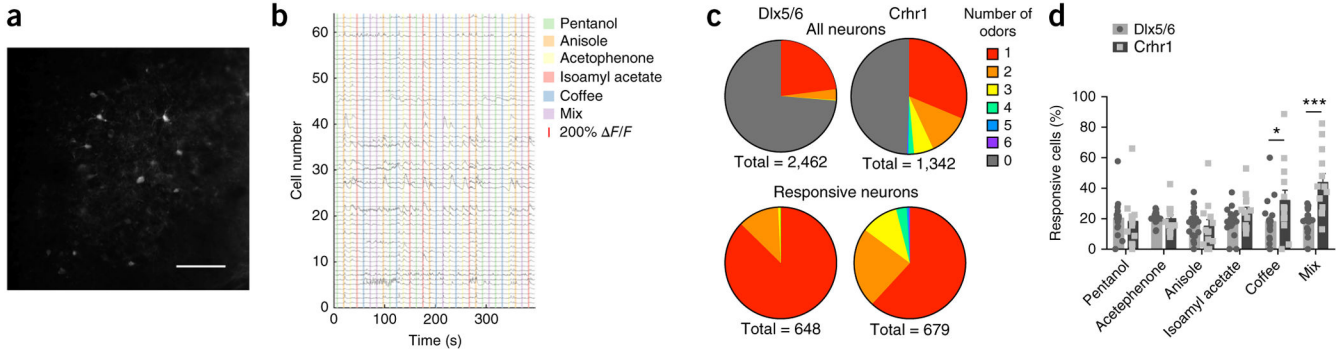 a
b
Cell number
60
50
40
30
20
10
0
0 100 200 300
Time (s)
Pentanol
Anisole
Acetophenone
Isoamyl acetate
Coffee
Mix
200% ΔF/F
c
Dlx5/6 Crhr1
All neurons
Total = 2,462 Total = 1,342
Responsive neurons
Total = 648 Total = 679
Number of
odors
1
2
3
4
5
6
0
d
Dlx5/6
Crhr1
Responsive cells (%)
100
80
60
40
20
0
*
***
Pentanol
Acetephenone
Anisole
Isoamyl acetate
Coffee
Mix